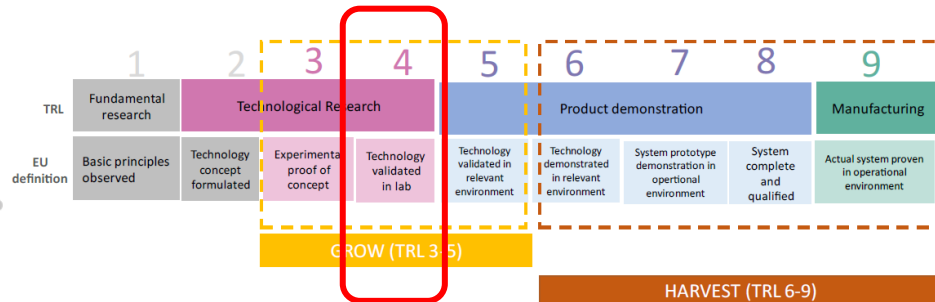 1 2 3 4 5 6 7 8 9
TRL
Fundamental
research
Technological Research
Product demonstration
Manufacturing
EU
definition
Basic principles
observed
Technology
concept
formulated
Experimenta
proof of
concept
Technology
validated
in lab
Technology
validated in
relevant
environment
Technology
demonstrated
in relevant
environment
System prototype
demonstration in
opertional
environment
System
complete
and
qualified
Actual system proven
in operational
environment
GROW (TRL 3-5)
HARVEST (TRL 6-9)